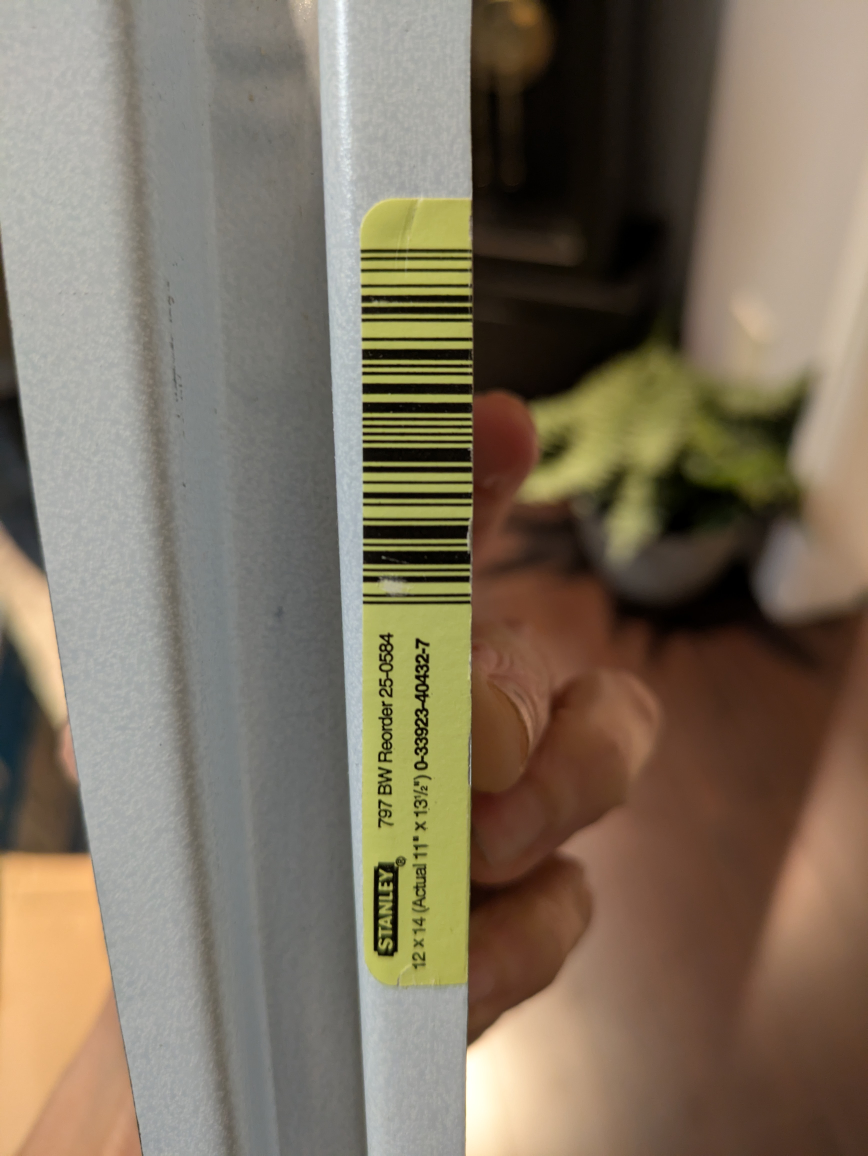 STANLEY® 797 BW Reorder 25-0584
12 x 14 (Actual 11" x 13½") 0-33923-40432-7